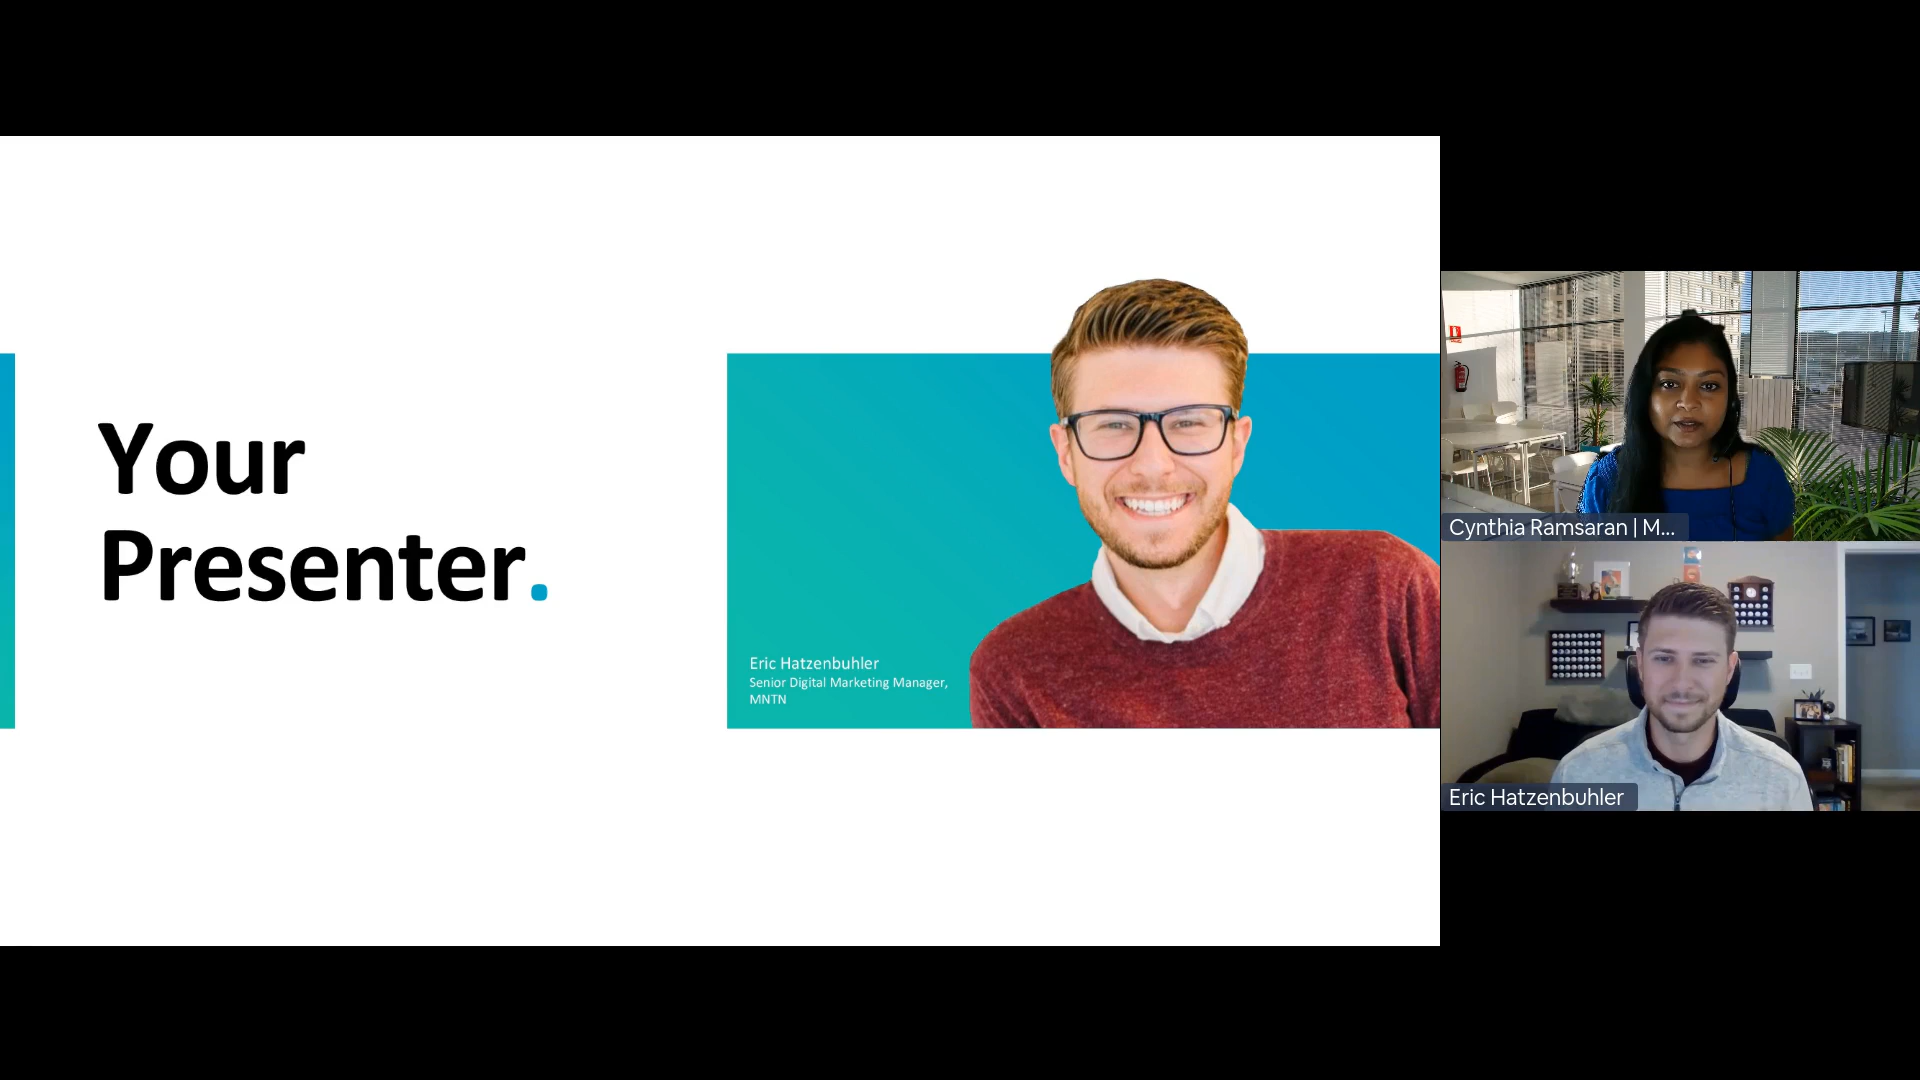 Your
Presenter.
Eric Hatzenbuhler
Senior Digital Marketing Manager,
MNTN
Cynthia Ramsaran | M...
Eric Hatzenbuhler